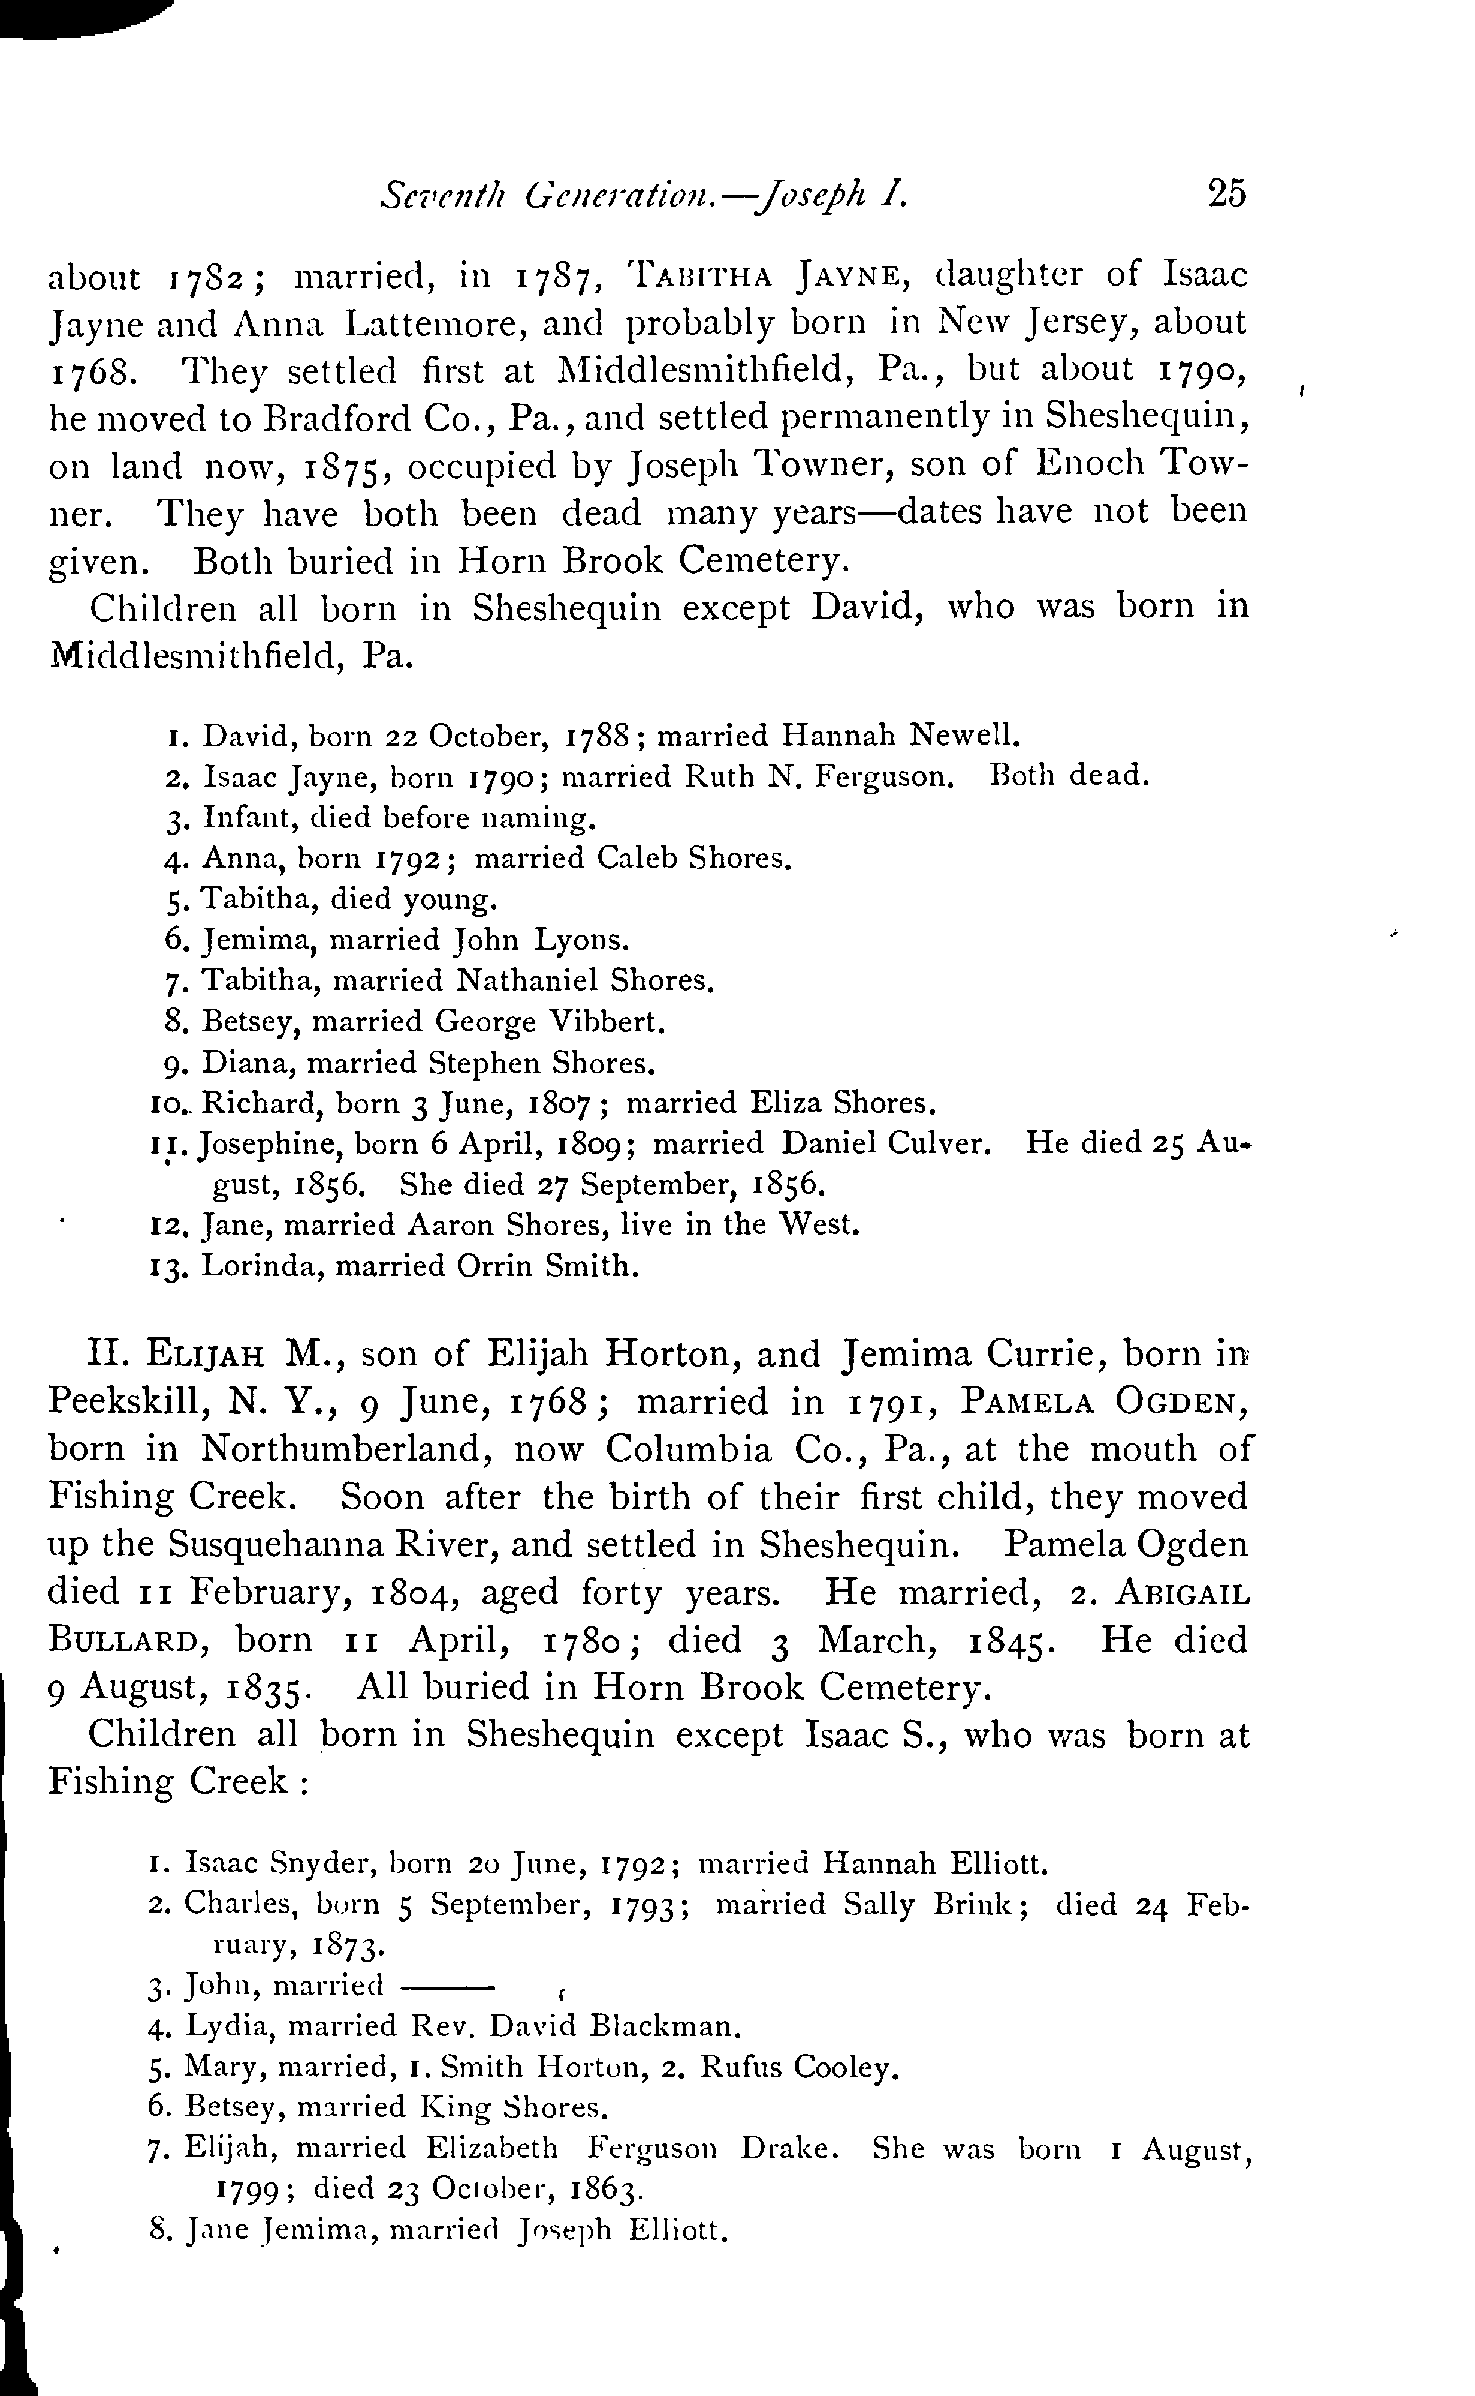 Seventh Generation.—Joseph I. 25
about 1782; married, in 1787, TABITHA JAYNE, daughter of Isaac
Jayne and Anna Lattemore, and probably born in New Jersey, about
1768. They settled first at Middlesmithfield, Pa., but about 1790,
he moved to Bradford Co., Pa., and settled permanently in Sheshequin,
on land now, 1875, occupied by Joseph Towner, son of Enoch Tow-
ner. They have both been dead many years—dates have not been
given. Both buried in Horn Brook Cemetery.
Children all born in Sheshequin except David, who was born in
Middlesmithfield, Pa.
1. David, born 22 October, 1788; married Hannah Newell.
2. Isaac Jayne, born 1790; married Ruth N. Ferguson. Both dead.
3. Infant, died before naming.
4. Anna, born 1792; married Caleb Shores.
5. Tabitha, died young.
6. Jemima, married John Lyons.
7. Tabitha, married Nathaniel Shores.
8. Betsey, married George Vibbert.
9. Diana, married Stephen Shores.
10. Richard, born 3 June, 1807; married Eliza Shores.
11. Josephine, born 6 April, 1809; married Daniel Culver. He died 25 Au-
gust, 1856. She died 27 September, 1856.
12. Jane, married Aaron Shores, live in the West.
13. Lorinda, married Orrin Smith.
II. ELIJAH M., son of Elijah Horton, and Jemima Currie, born in
Peekskill, N. Y., 9 June, 1768; married in 1791, PAMELA OGDEN,
born in Northumberland, now Columbia Co., Pa., at the mouth of
Fishing Creek. Soon after the birth of their first child, they moved
up the Susquehanna River, and settled in Sheshequin. Pamela Ogden
died 11 February, 1804, aged forty years. He married, 2. ABIGAIL
BULLARD, born 11 April, 1780; died 3 March, 1845. He died
9 August, 1835. All buried in Horn Brook Cemetery.
Children all born in Sheshequin except Isaac S., who was born at
Fishing Creek:
1. Isaac Snyder, born 20 June, 1792; married Hannah Elliott.
2. Charles, born 5 September, 1793; married Sally Brink; died 24 Feb-
ruary, 1873.
3. John, married ———
4. Lydia, married Rev. David Blackman.
5. Mary, married, 1. Smith Horton, 2. Rufus Cooley.
6. Betsey, married King Shores.
7. Elijah, married Elizabeth Ferguson Drake. She was born 1 August,
1799; died 23 October, 1863.
8. Jane Jemima, married Joseph Elliott.